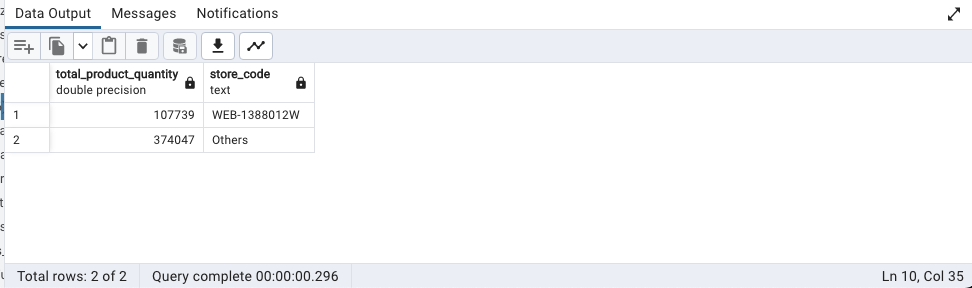 Data Output Messages Notifications
total_product_quantity store_code
double precision text
1 107739 WEB-1388012W
2 374047 Others
Total rows: 2 of 2 Query complete 00:00:00.296 Ln 10, Col 35